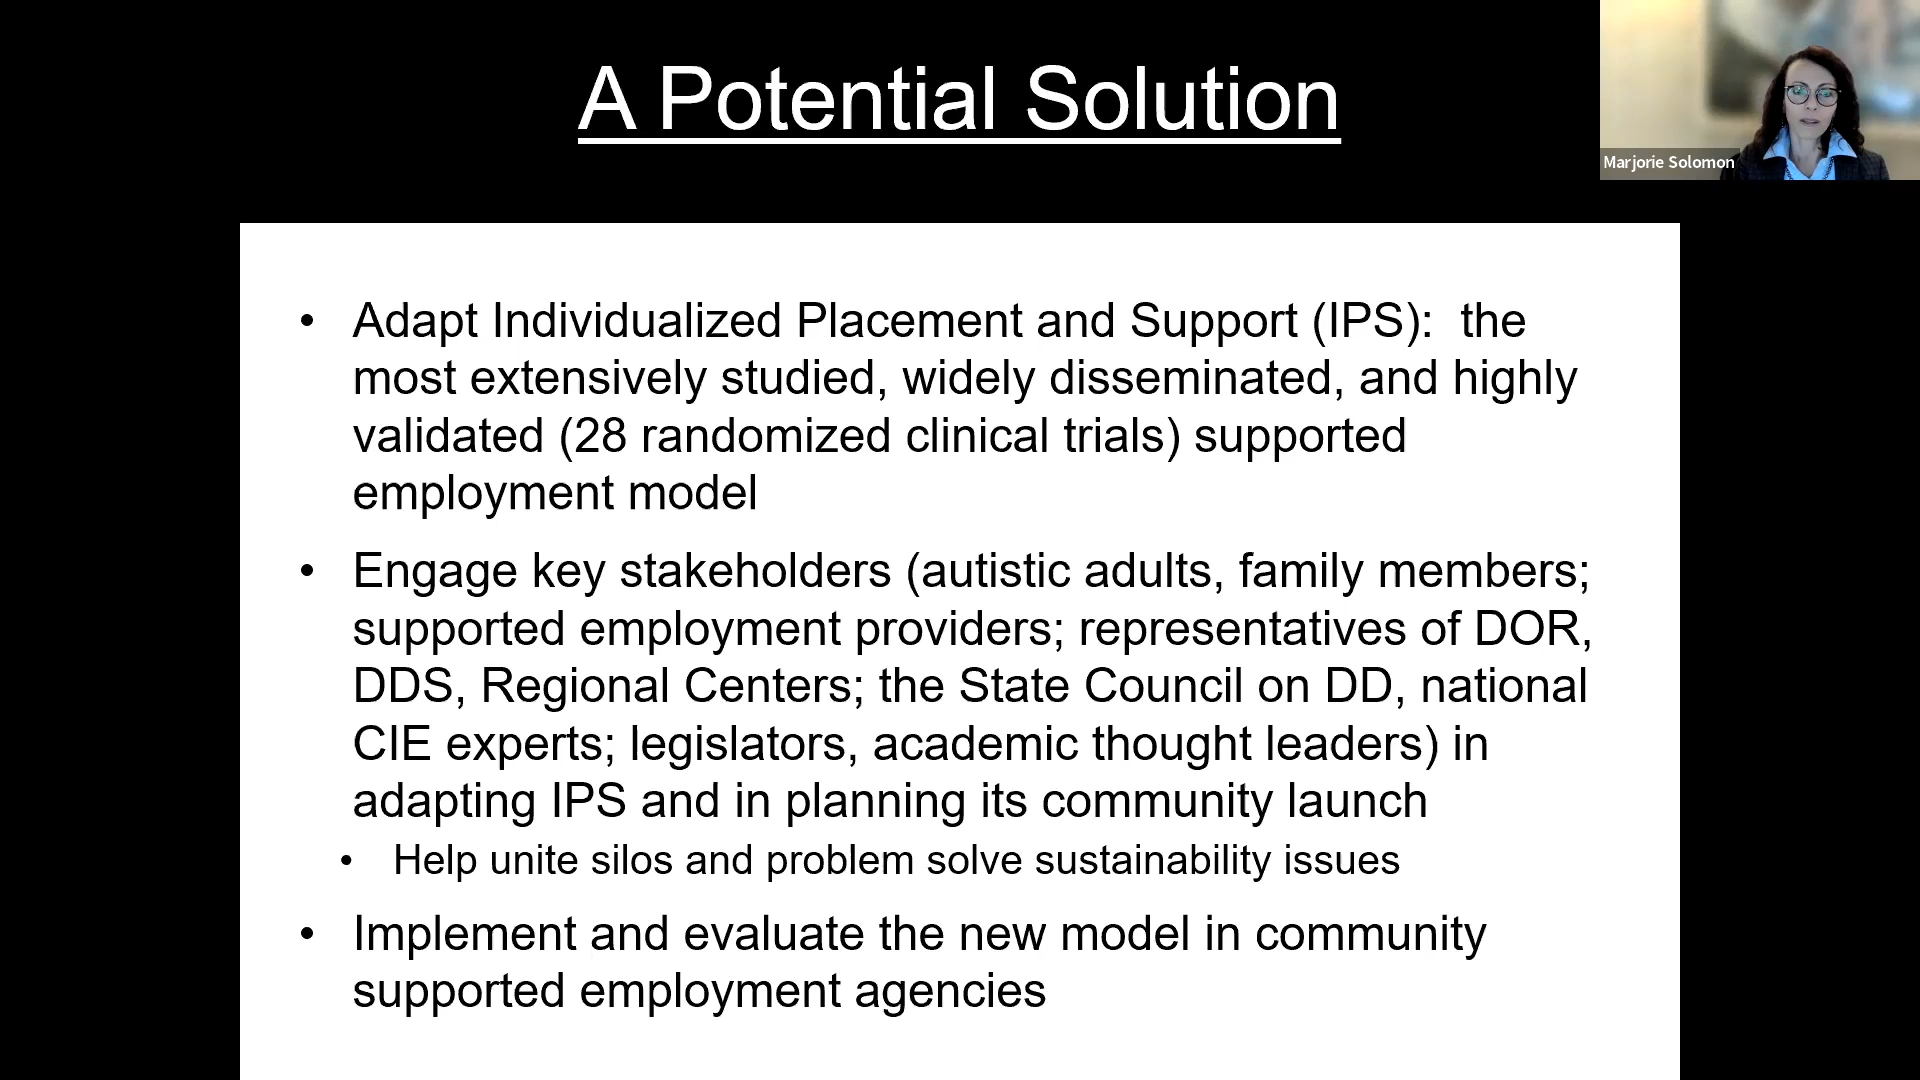 A Potential Solution
Marjorie Solomon
• Adapt Individualized Placement and Support (IPS):  the
most extensively studied, widely disseminated, and highly
validated (28 randomized clinical trials) supported
employment model
• Engage key stakeholders (autistic adults, family members;
supported employment providers; representatives of DOR,
DDS, Regional Centers; the State Council on DD, national
CIE experts; legislators, academic thought leaders) in
adapting IPS and in planning its community launch
• Help unite silos and problem solve sustainability issues
• Implement and evaluate the new model in community
supported employment agencies